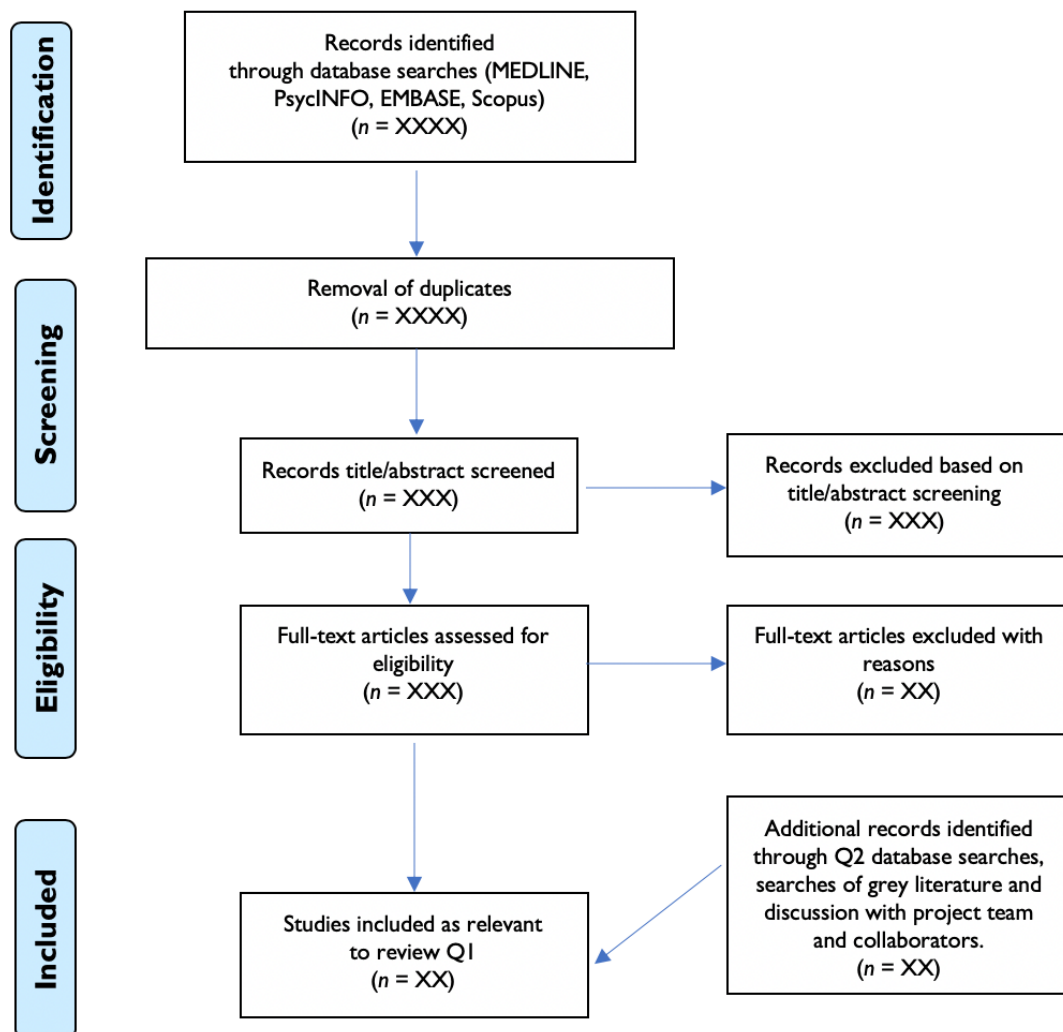 Identification
Records identified
through database searches (MEDLINE,
PsycINFO, EMBASE, Scopus)
(n = XXXX)
Screening
Removal of duplicates
(n = XXXX)
Records title/abstract screened
(n = XXX)
Records excluded based on
title/abstract screening
(n = XXX)
Eligibility
Full-text articles assessed for
eligibility
(n = XXX)
Full-text articles excluded with
reasons
(n = XX)
Included
Studies included as relevant
to review Q1
(n = XX)
Additional records identified
through Q2 database searches,
searches of grey literature and
discussion with project team
and collaborators.
(n = XX)